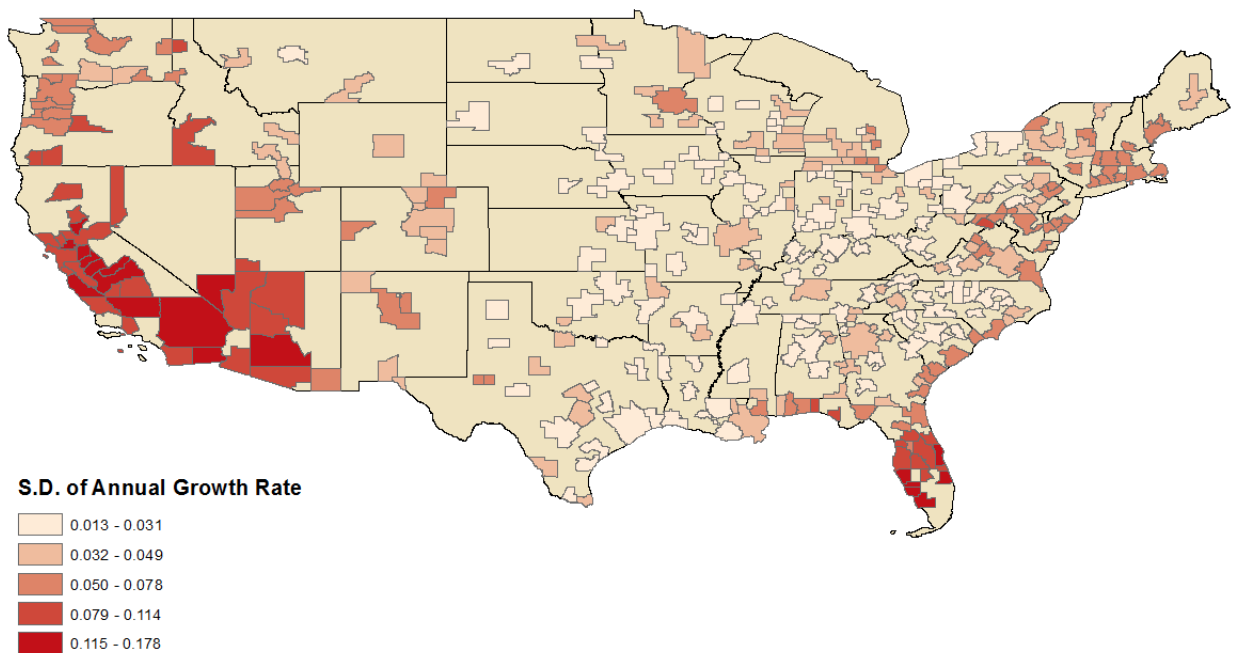 S.D. of Annual Growth Rate
0.013 - 0.031
0.032 - 0.049
0.050 - 0.078
0.079 - 0.114
0.115 - 0.178